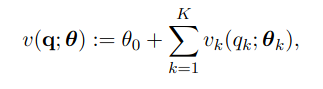 v(𝐪; 𝜽) := θ₀ + ∑_{k=1}^{K} v_k(q_k; 𝜽_k),